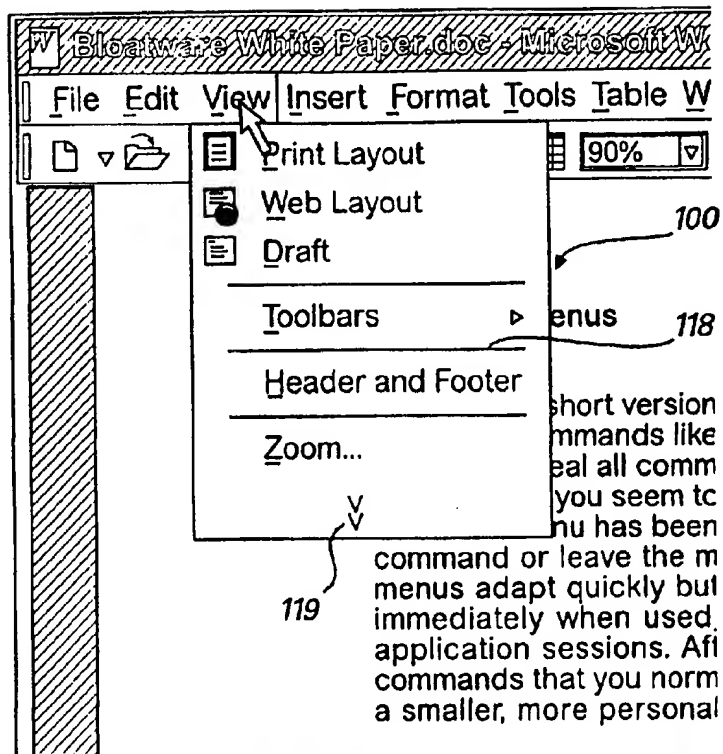 W Bloatware White Paper.doc - Microsoft W
File Edit View Insert Format Tools Table W
90%
Print Layout
Web Layout
100
Draft
Toolbars enus
118
Header and Footer
short version
mmands like
Zoom...
eal all comm
you seem to
nu has been
command or leave the m
119
menus adapt quickly but
immediately when used.
application sessions. Aft
commands that you norm
a smaller, more personal